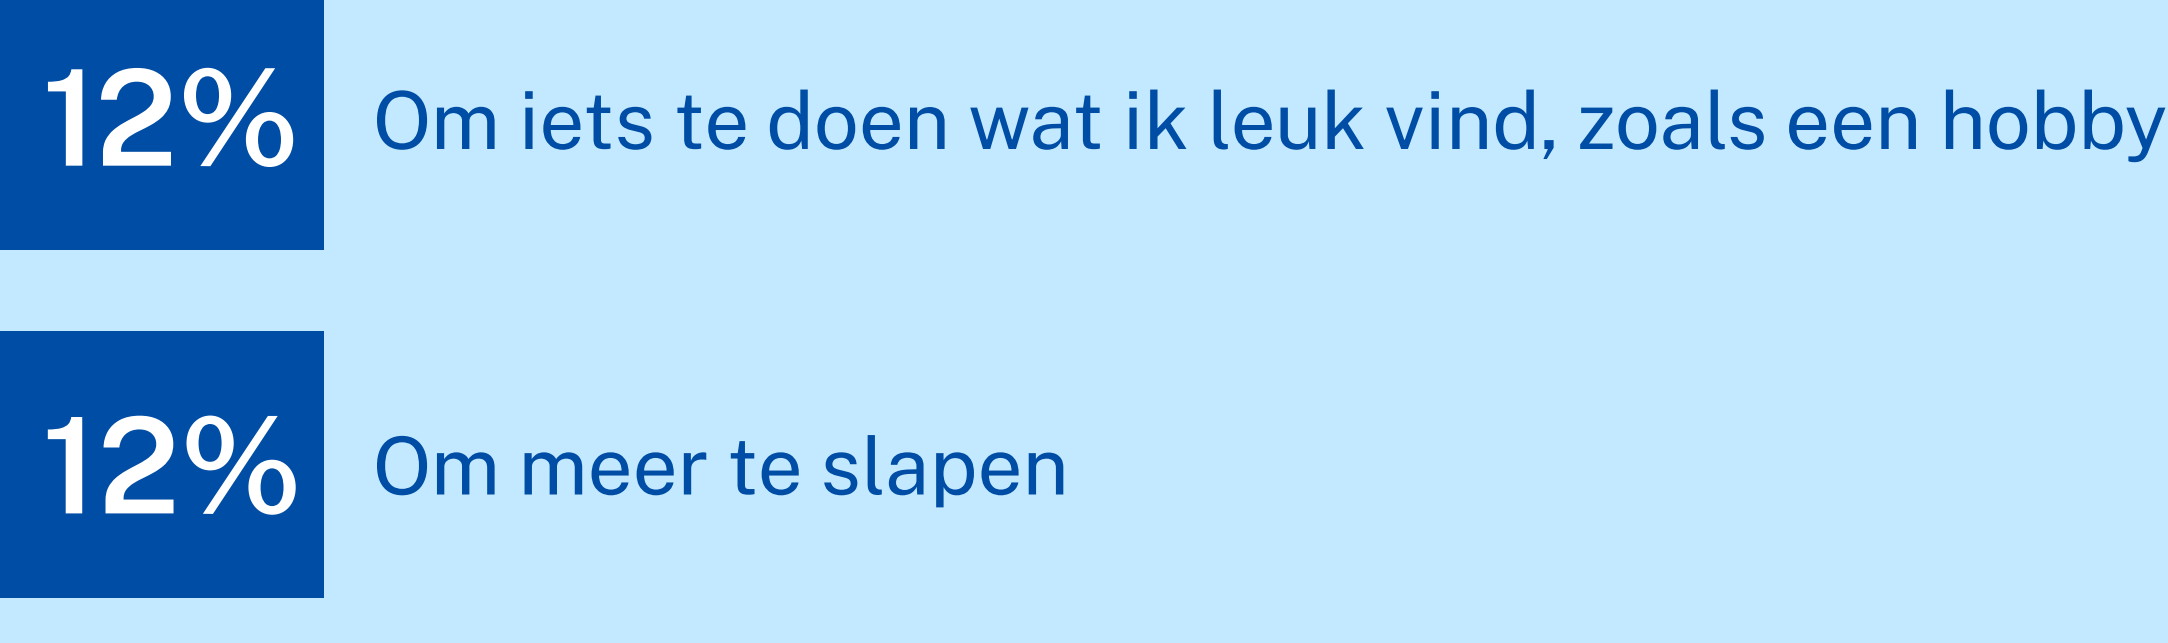 12% Om iets te doen wat ik leuk vind, zoals een hobby
12% Om meer te slapen